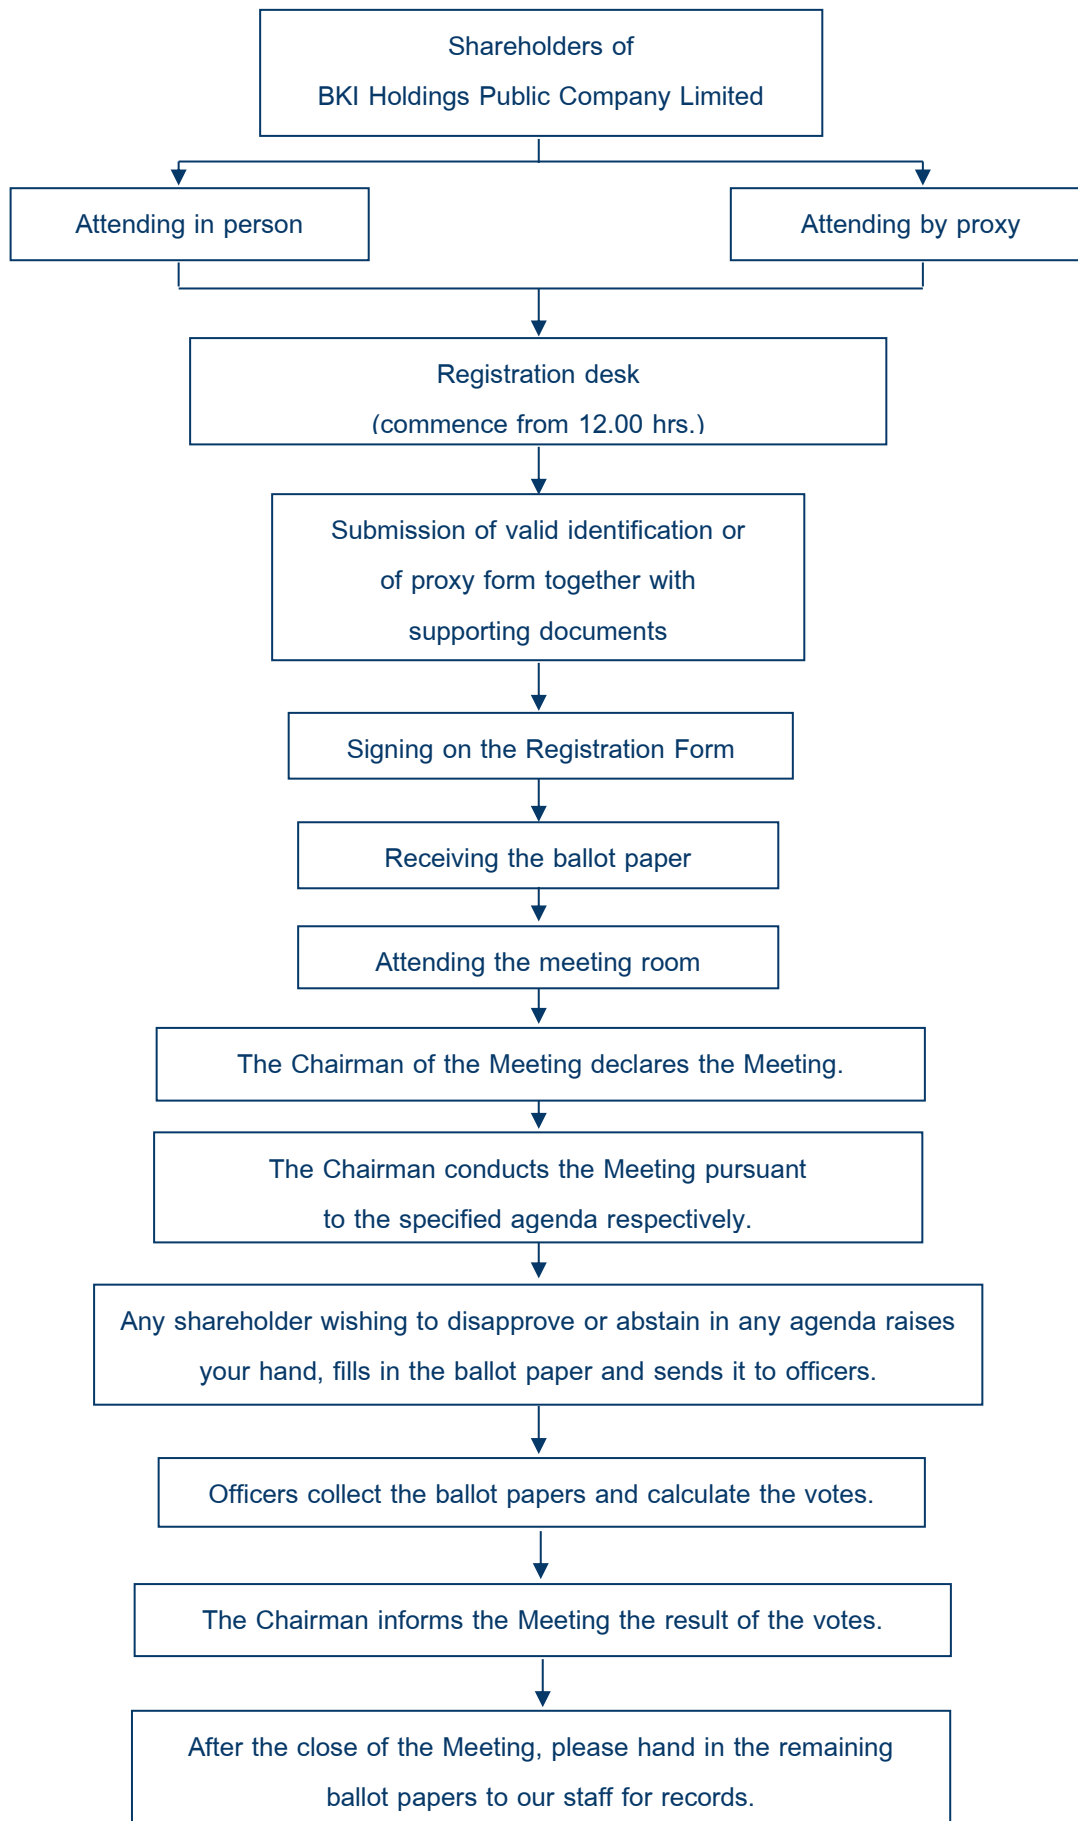 Shareholders of
BKI Holdings Public Company Limited
Attending in person
Attending by proxy
Registration desk
(commence from 12.00 hrs.)
Submission of valid identification or
of proxy form together with
supporting documents
Signing on the Registration Form
Receiving the ballot paper
Attending the meeting room
The Chairman of the Meeting declares the Meeting.
The Chairman conducts the Meeting pursuant
to the specified agenda respectively.
Any shareholder wishing to disapprove or abstain in any agenda raises
your hand, fills in the ballot paper and sends it to officers.
Officers collect the ballot papers and calculate the votes.
The Chairman informs the Meeting the result of the votes.
After the close of the Meeting, please hand in the remaining
ballot papers to our staff for records.